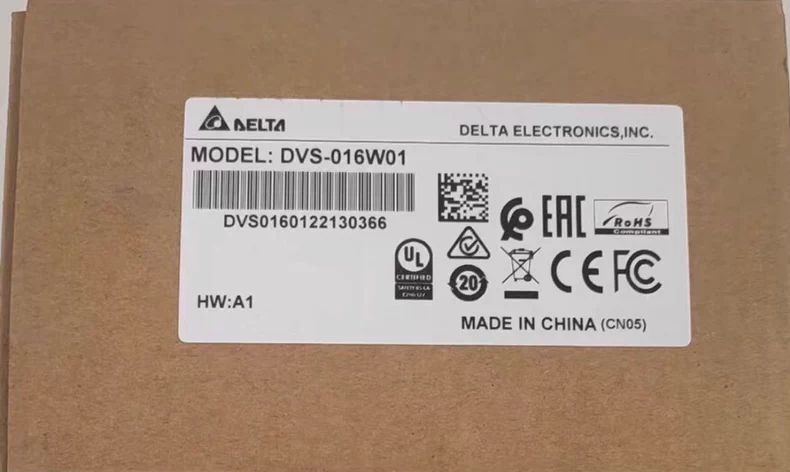 DELTA
DELTA ELECTRONICS,INC.
MODEL: DVS-016W01
DVS0160122130366
EAC
RoHS
Compliant
UL
CERTIFIED
20
CE FC
HW:A1
MADE IN CHINA (CN05)